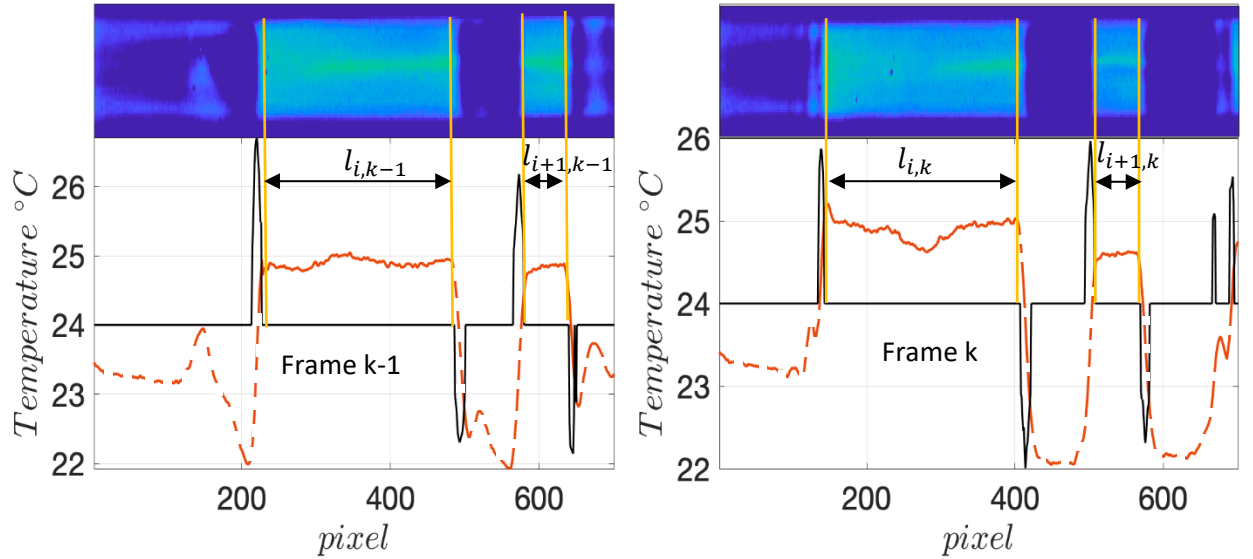 l_{i,k−1}
l_{i+1,k−1}
26
25
24
23
22
Temperature °C
Frame k-1
200
400
600
pixel
l_{i,k}
l_{i+1,k}
26
25
24
23
22
Temperature °C
Frame k
200
400
600
pixel